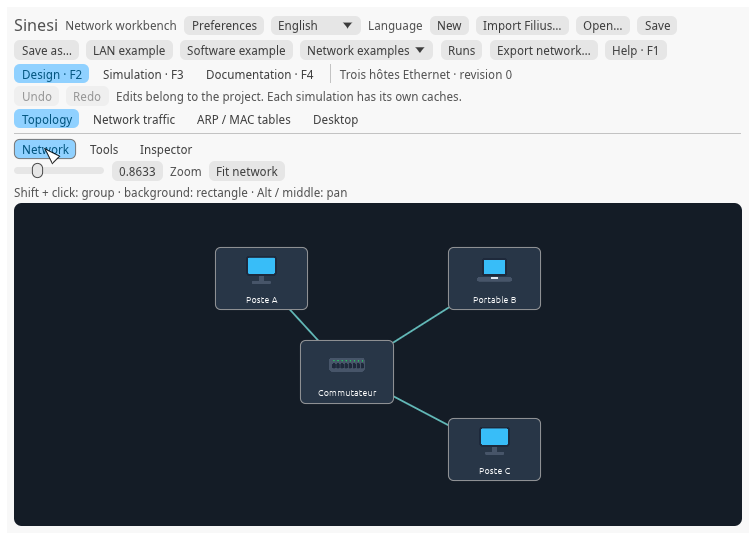 Sinesi Network workbench Preferences English Language New Import Filius... Open... Save
Save as... LAN example Software example Network examples Runs Export network... Help · F1
Design · F2 Simulation · F3 Documentation · F4 Trois hôtes Ethernet · revision 0
Undo Redo Edits belong to the project. Each simulation has its own caches.
Topology Network traffic ARP / MAC tables Desktop
Network Tools Inspector
0.8633 Zoom Fit network
Shift + click: group · background: rectangle · Alt / middle: pan
Poste A Portable B
Commutateur
Poste C